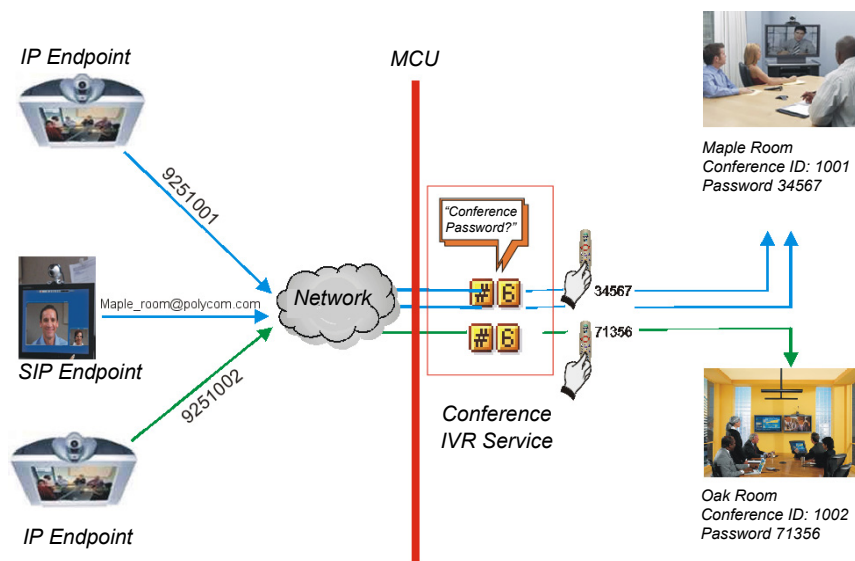 IP Endpoint
MCU
9251001
Maple Room
Conference ID: 1001
Password 34567
"Conference
Password?"
Maple_room@polycom.com
Network
# 6
34567
# 6
71356
SIP Endpoint
9251002
Conference
IVR Service
IP Endpoint
Oak Room
Conference ID: 1002
Password 71356